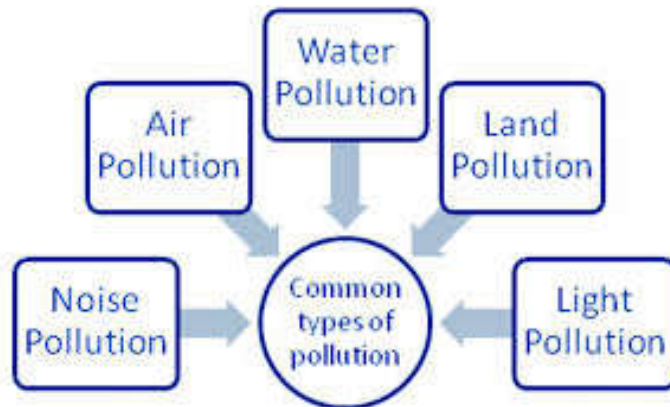 Water
Pollution
Air
Pollution
Land
Pollution
Noise
Pollution
Common
types of
pollution
Light
Pollution